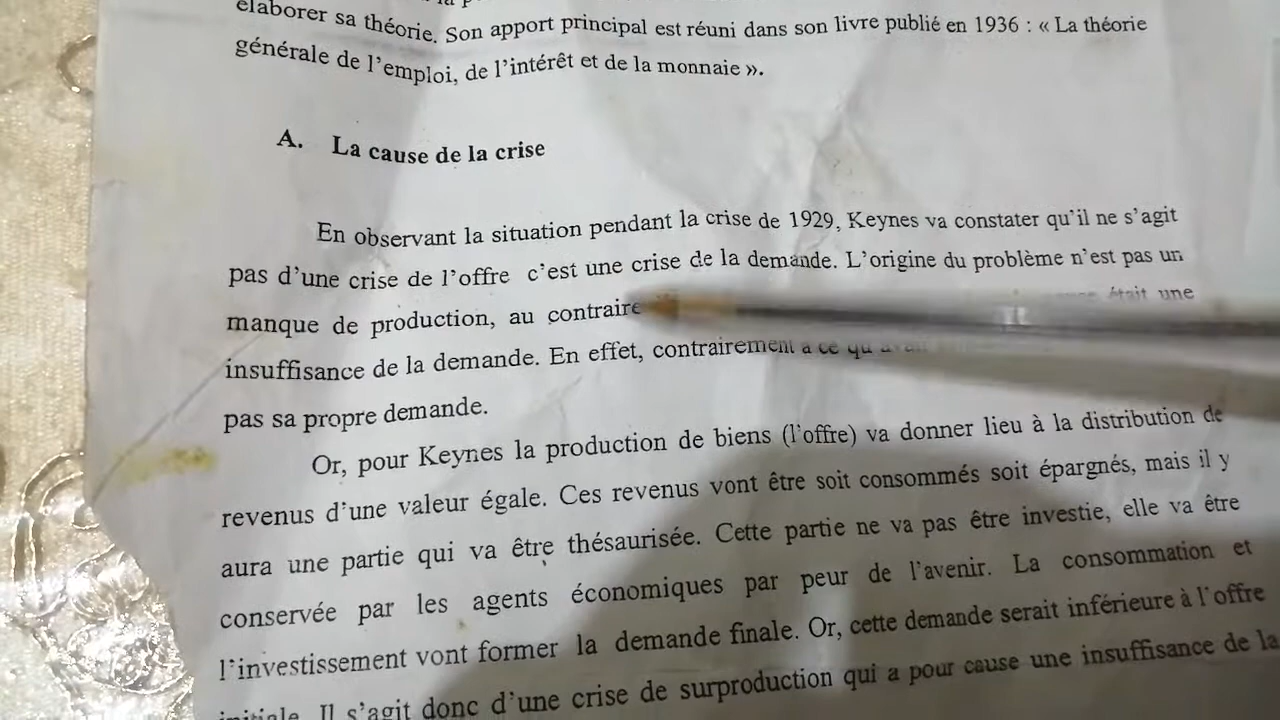 élaborer sa théorie. Son apport principal est réuni dans son livre publié en 1936 : « La théorie
générale de l'emploi, de l'intérêt et de la monnaie ».
A. La cause de la crise
En observant la situation pendant la crise de 1929, Keynes va constater qu'il ne s'agit
pas d'une crise de l'offre c'est une crise de la demande. L'origine du problème n'est pas un
manque de production, au contraire était une
insuffisance de la demande. En effet, contrairement à ce
pas sa propre demande.
Or, pour Keynes la production de biens (l'offre) va donner lieu à la distribution de
revenus d'une valeur égale. Ces revenus vont être soit consommés soit épargnés, mais il y
aura une partie qui va être thésaurisée. Cette partie ne va pas être investie, elle va être
conservée par les agents économiques par peur de l'avenir. La consommation et
l'investissement vont former la demande finale. Or, cette demande serait inférieure à l'offre
initiale. Il s'agit donc d'une crise de surproduction qui a pour cause une insuffisance de la